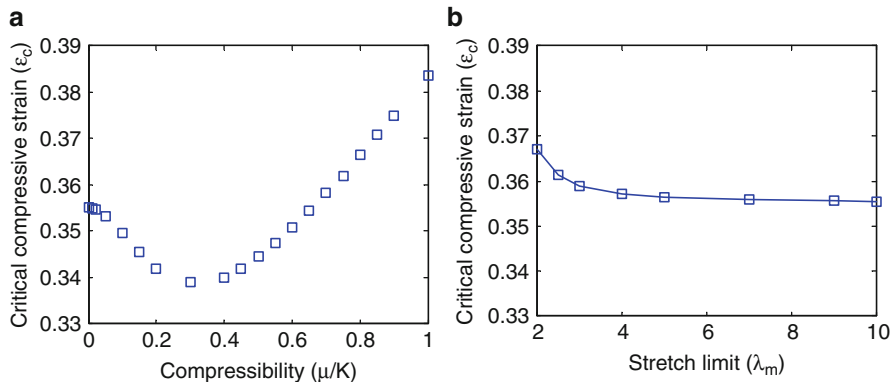 a
0.39
0.38
0.37
0.36
0.35
0.34
0.33
Critical compressive strain (εc)
0 0.2 0.4 0.6 0.8 1
Compressibility (μ/K)
b
0.39
0.38
0.37
0.36
0.35
0.34
0.33
Critical compressive strain (εc)
2 4 6 8 10
Stretch limit (λm)